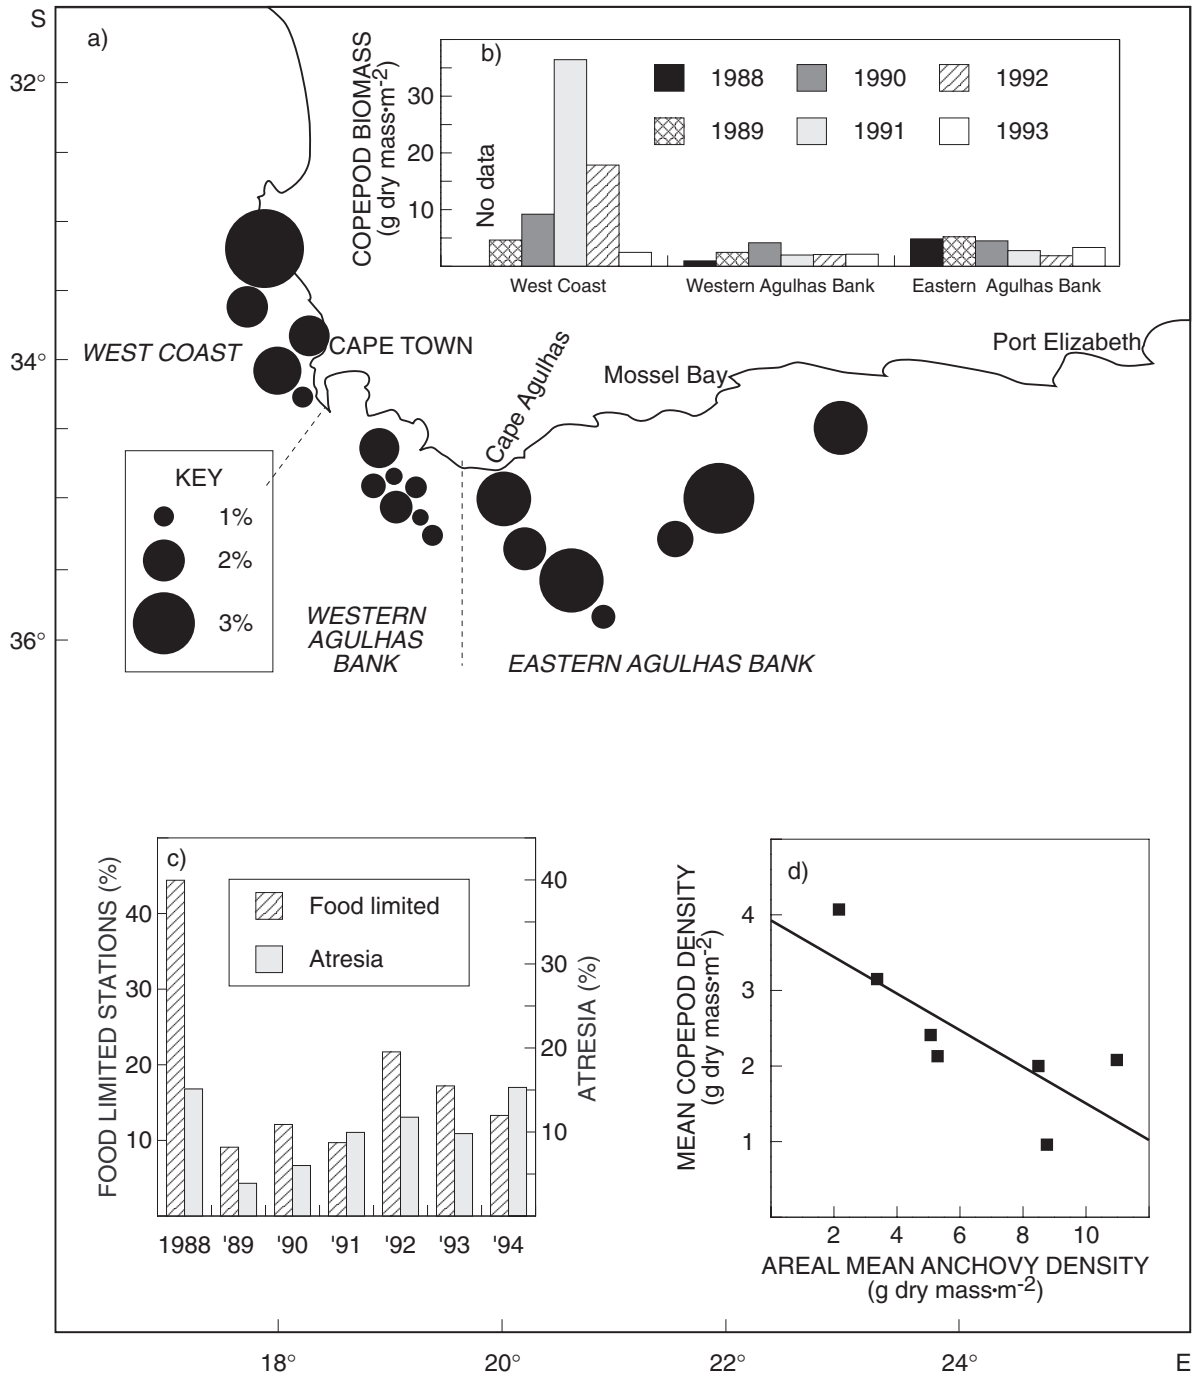 S
a)
32°
34°
36°
WEST COAST
CAPE TOWN
Cape Agulhas
Mossel Bay
Port Elizabeth
KEY
1%
2%
3%
WESTERN
AGULHAS
BANK
EASTERN AGULHAS BANK
b)
COPEPOD BIOMASS
(g dry mass•m-2)
30
20
10
No data
1988
1990
1992
1989
1991
1993
West Coast
Western Agulhas Bank
Eastern Agulhas Bank
c)
FOOD LIMITED STATIONS (%)
40
30
20
10
Food limited
Atresia
40
30
20
10
ATRESIA (%)
1988 '89 '90 '91 '92 '93 '94
d)
MEAN COPEPOD DENSITY
(g dry mass•m-2)
4
3
2
1
2 4 6 8 10
AREAL MEAN ANCHOVY DENSITY
(g dry mass•m-2)
18° 20° 22° 24° E